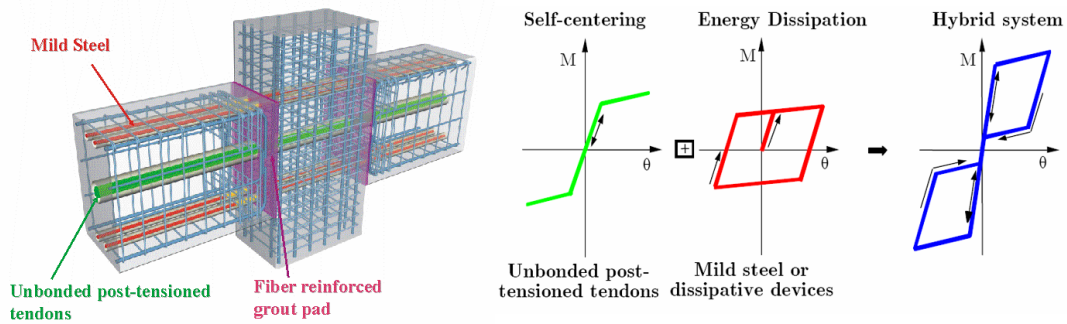 Mild Steel
Unbonded post-tensioned
tendons
Fiber reinforced
grout pad
Self-centering
M
θ
Unbonded post-
tensioned tendons
+
Energy Dissipation
M
θ
Mild steel or
dissipative devices
Hybrid system
M
θ